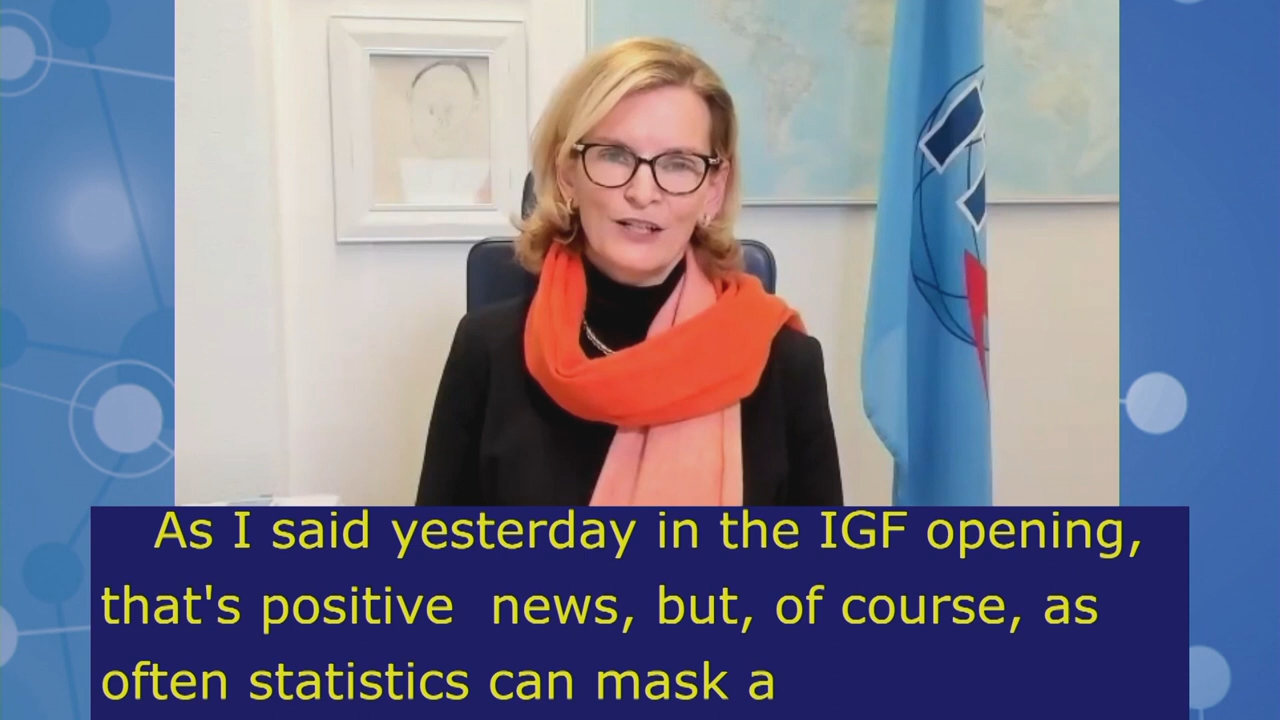 As I said yesterday in the IGF opening,
that's positive  news, but, of course, as
often statistics can mask a